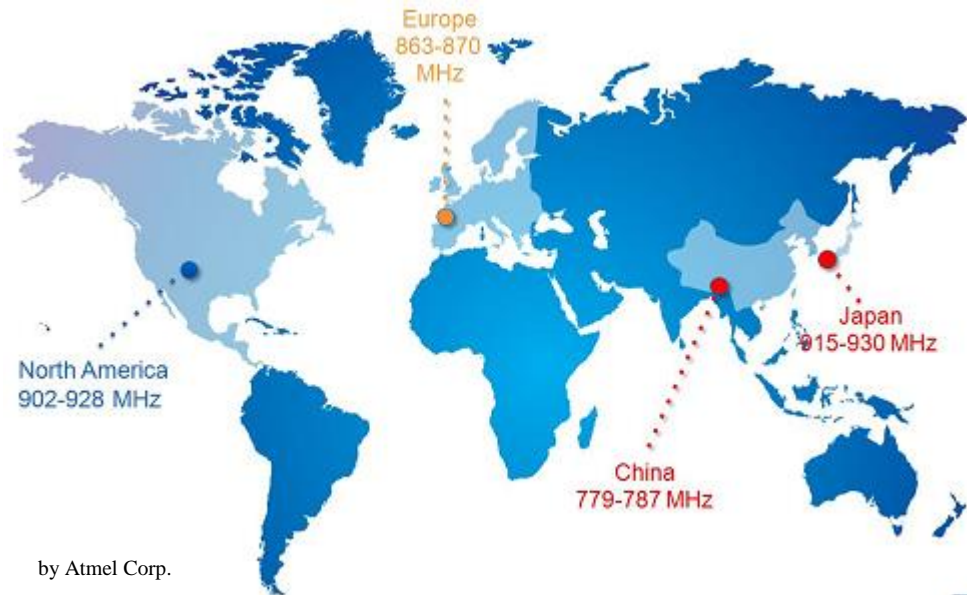 Europe
863-870
MHz
North America
902-928 MHz
Japan
915-930 MHz
China
779-787 MHz
by Atmel Corp.